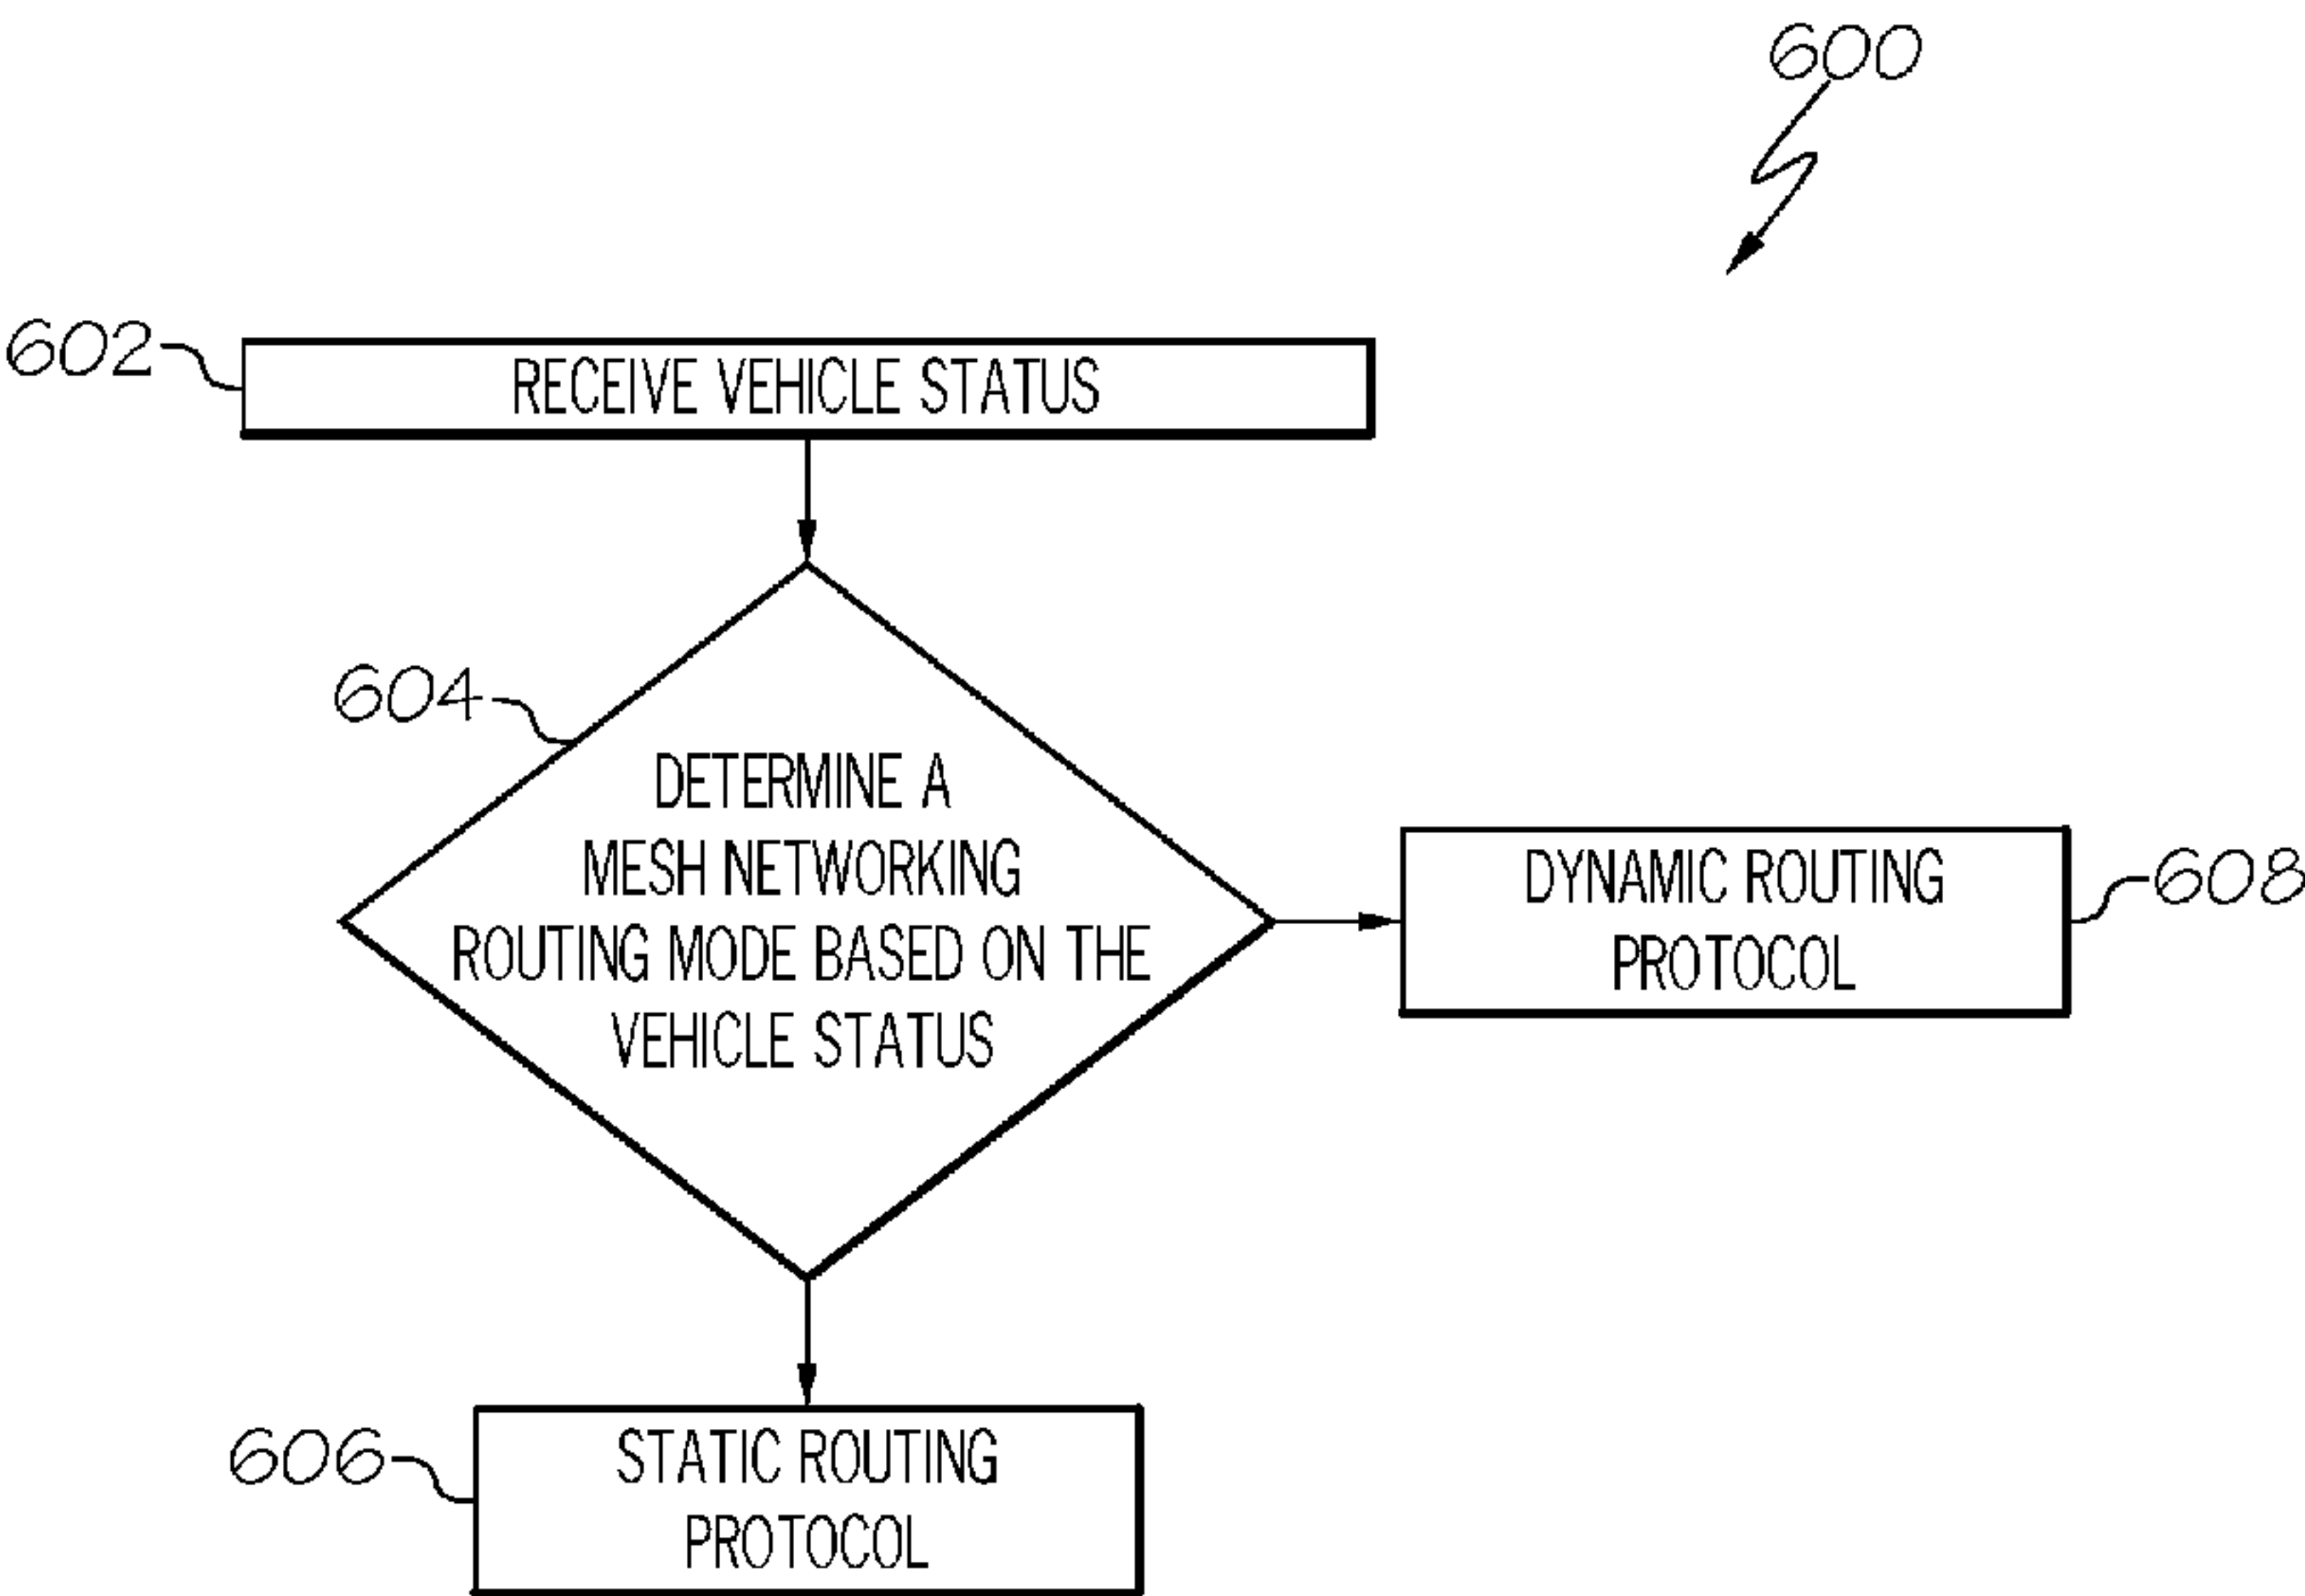 600
602
RECEIVE VEHICLE STATUS
604
DETERMINE A
MESH NETWORKING
ROUTING MODE BASED ON THE
VEHICLE STATUS
DYNAMIC ROUTING
PROTOCOL
608
606
STATIC ROUTING
PROTOCOL